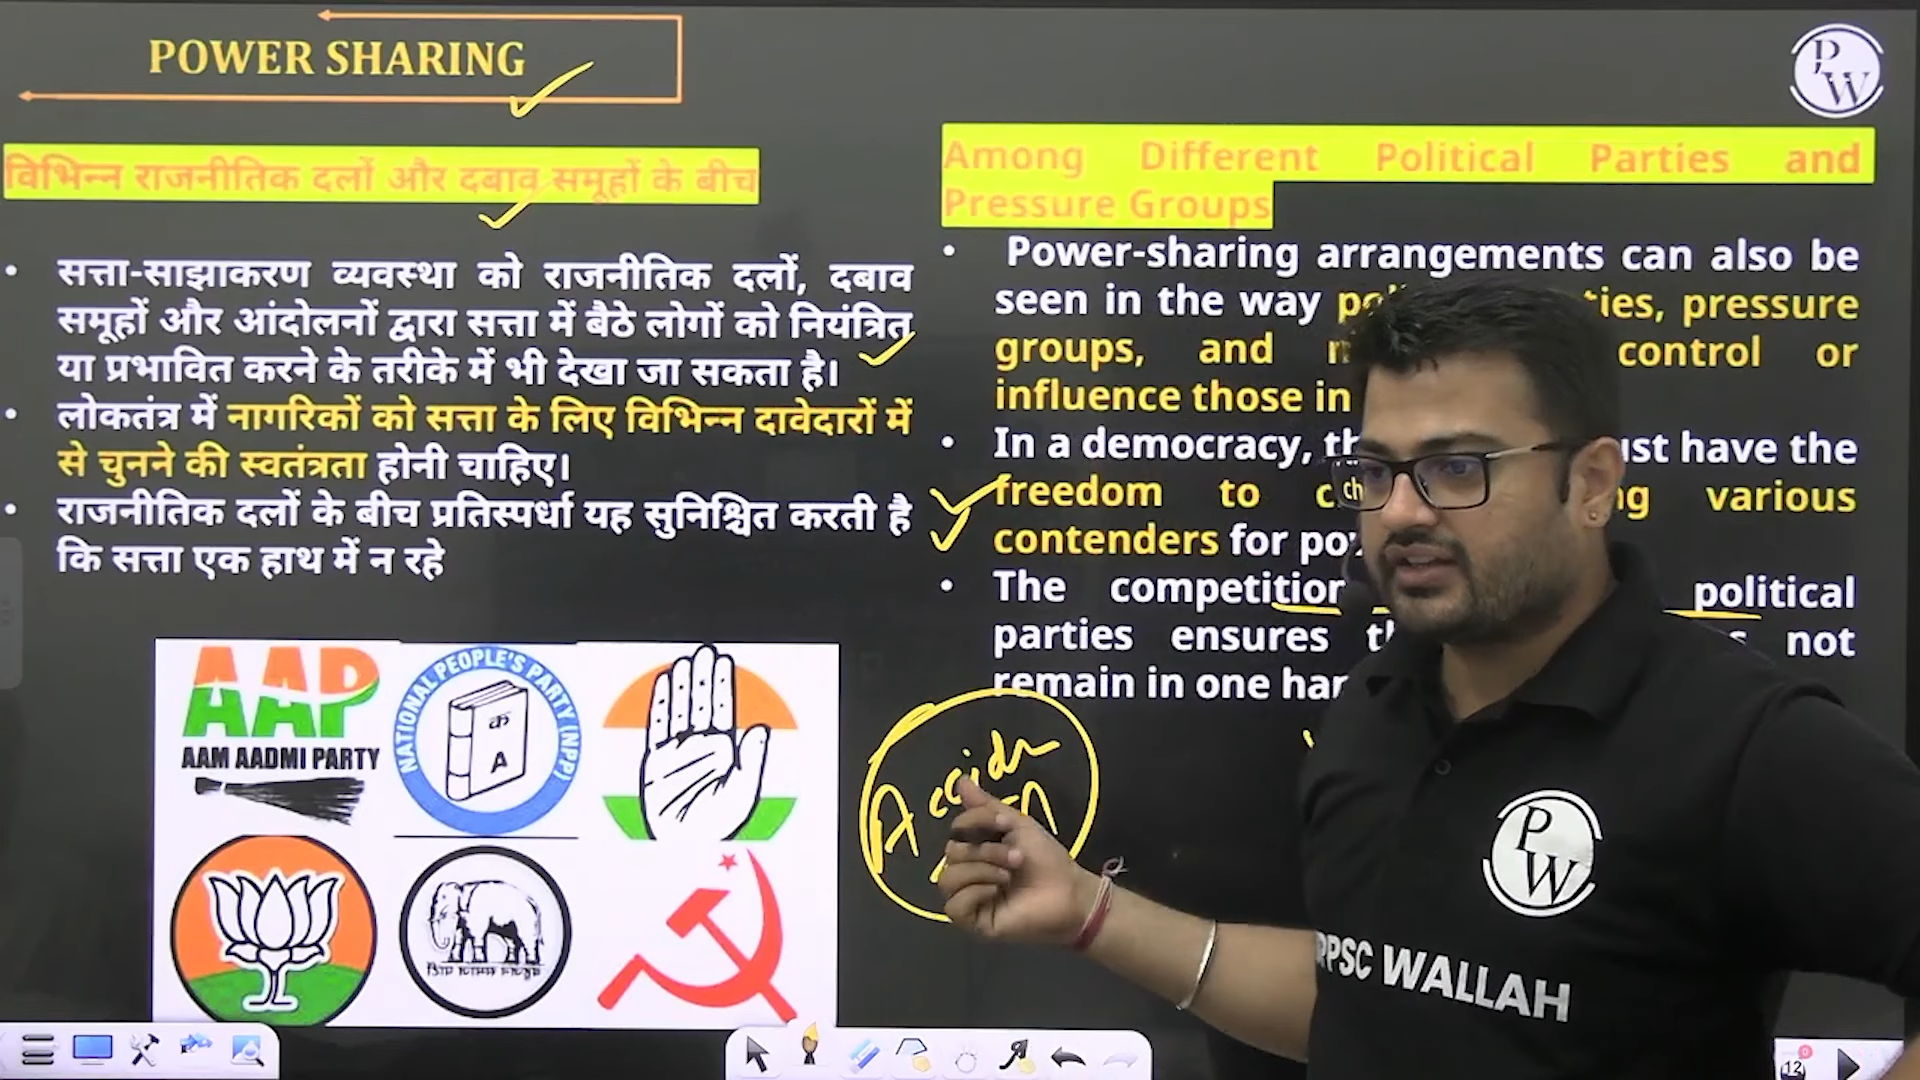 POWER SHARING
PW
विभिन्न राजनीतिक दलों और दबाव समूहों के बीच
• सत्ता-साझाकरण व्यवस्था को राजनीतिक दलों, दबाव
समूहों और आंदोलनों द्वारा सत्ता में बैठे लोगों को नियंत्रित
या प्रभावित करने के तरीके में भी देखा जा सकता है।
• लोकतंत्र में नागरिकों को सत्ता के लिए विभिन्न दावेदारों में
से चुनने की स्वतंत्रता होनी चाहिए।
• राजनीतिक दलों के बीच प्रतिस्पर्धा यह सुनिश्चित करती है
कि सत्ता एक हाथ में न रहे
Among Different Political Parties and
Pressure Groups
• Power-sharing arrangements can also be
seen in the way pressure
groups, and control or
influence those in
• In a democracy, have the
freedom to various
contenders for
• The political
parties ensures not
remain in one
AAP
AAM AADMI PARTY
NATIONAL PEOPLE'S PARTY (NPP)
क
A
PW
RPSC WALLAH
12